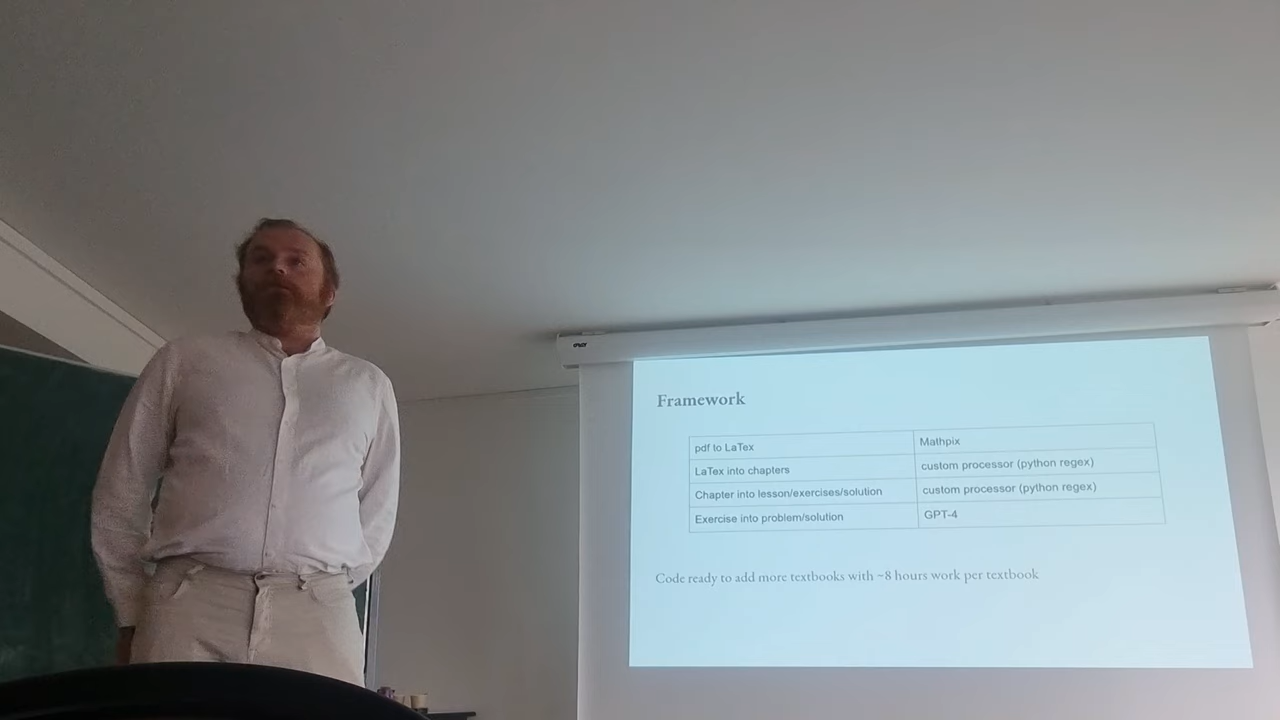 Framework
pdf to LaTex Mathpix
LaTex into chapters custom processor (python regex)
Chapter into lesson/exercises/solution custom processor (python regex)
Exercise into problem/solution GPT-4
Code ready to add more textbooks with ~8 hours work per textbook